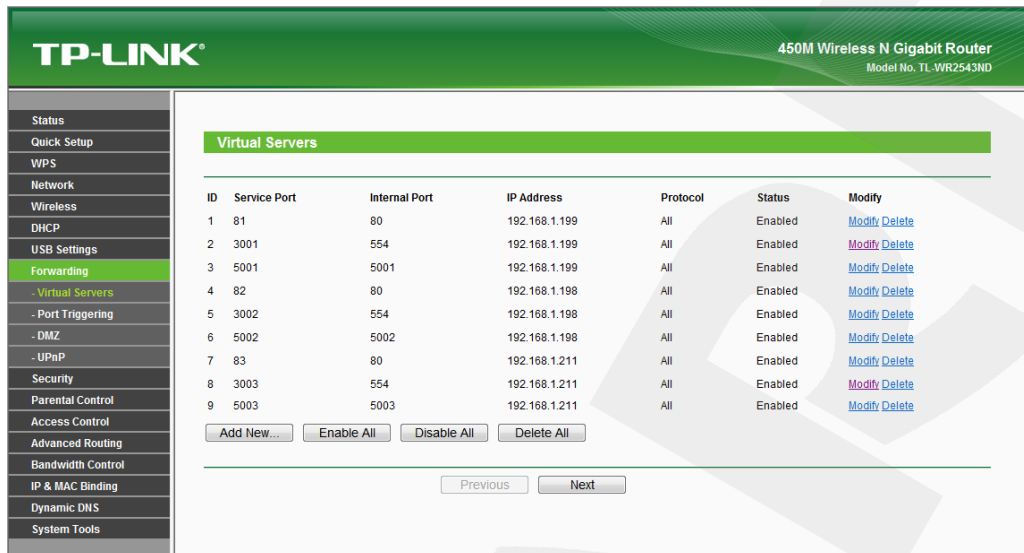 TP-LINK®
450M Wireless N Gigabit Router
Model No. TL-WR2543ND
Status
Quick Setup
WPS
Network
Wireless
DHCP
USB Settings
Forwarding
- Virtual Servers
- Port Triggering
- DMZ
- UPnP
Security
Parental Control
Access Control
Advanced Routing
Bandwidth Control
IP & MAC Binding
Dynamic DNS
System Tools
Virtual Servers
ID Service Port Internal Port IP Address Protocol Status Modify
1 81 80 192.168.1.199 All Enabled Modify Delete
2 3001 554 192.168.1.199 All Enabled Modify Delete
3 5001 5001 192.168.1.199 All Enabled Modify Delete
4 82 80 192.168.1.198 All Enabled Modify Delete
5 3002 554 192.168.1.198 All Enabled Modify Delete
6 5002 5002 192.168.1.198 All Enabled Modify Delete
7 83 80 192.168.1.211 All Enabled Modify Delete
8 3003 554 192.168.1.211 All Enabled Modify Delete
9 5003 5003 192.168.1.211 All Enabled Modify Delete
Add New... Enable All Disable All Delete All
Previous Next